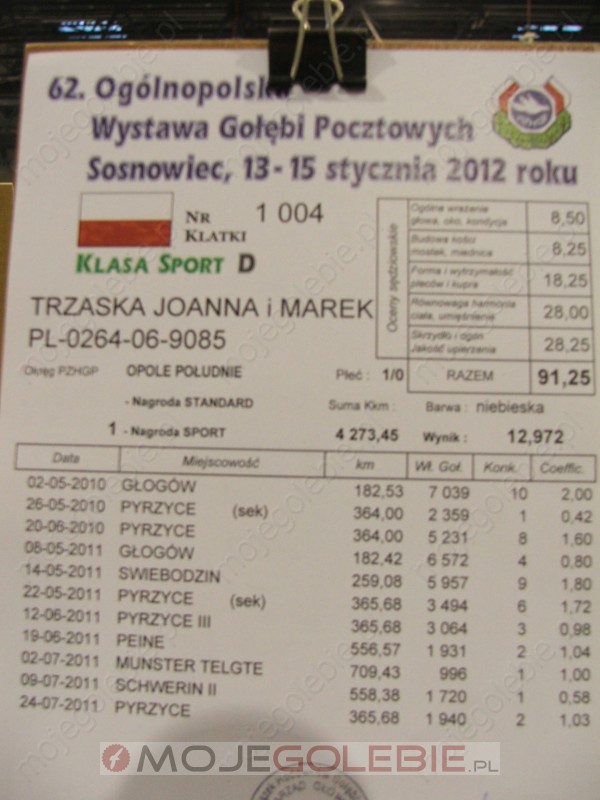 62. Ogólnopolska
Wystawa Gołębi Pocztowych
Sosnowiec, 13-15 stycznia 2012 roku
NR KLATKI 1 004
KLASA SPORT D
TRZASKA JOANNA i MAREK
PL-0264-06-9085
Oceny sędziowskie
Ogólne wrażenie głowa, oko, kondycja 8,50
Budowa kości mostek, miednica 8,25
Forma i wytrzymałość pleców i kupra 18,25
Równowaga harmonia ciała, umięśnienie 28,00
Skrzydło i ogon Jakość upierzenia 28,25
RAZEM 91,25
Okręg PZHGP OPOLE POŁUDNIE Płeć : 1/0
- Nagroda STANDARD Suma Kkm : Barwa : niebieska
1 - Nagroda SPORT 4 273,45 Wynik : 12,972
Data Miejscowość km Wł. Goł. Konk. Coeffic.
02-05-2010 GŁOGÓW 182,53 7 039 10 2,00
26-05-2010 PYRZYCE (sek) 364,00 2 359 1 0,42
20-06-2010 PYRZYCE 364,00 5 231 8 1,60
08-05-2011 GŁOGÓW 182,42 6 572 4 0,80
14-05-2011 SWIEBODZIN 259,08 5 957 9 1,80
22-05-2011 PYRZYCE (sek) 365,68 3 494 6 1,72
12-06-2011 PYRZYCE III 365,68 3 064 3 0,98
19-06-2011 PEINE 556,57 1 931 2 1,04
02-07-2011 MUNSTER TELGTE 709,43 996 1 1,00
09-07-2011 SCHWERIN II 558,38 1 720 1 0,58
24-07-2011 PYRZYCE 365,68 1 940 2 1,03
MOJEGOLEBIE.PL